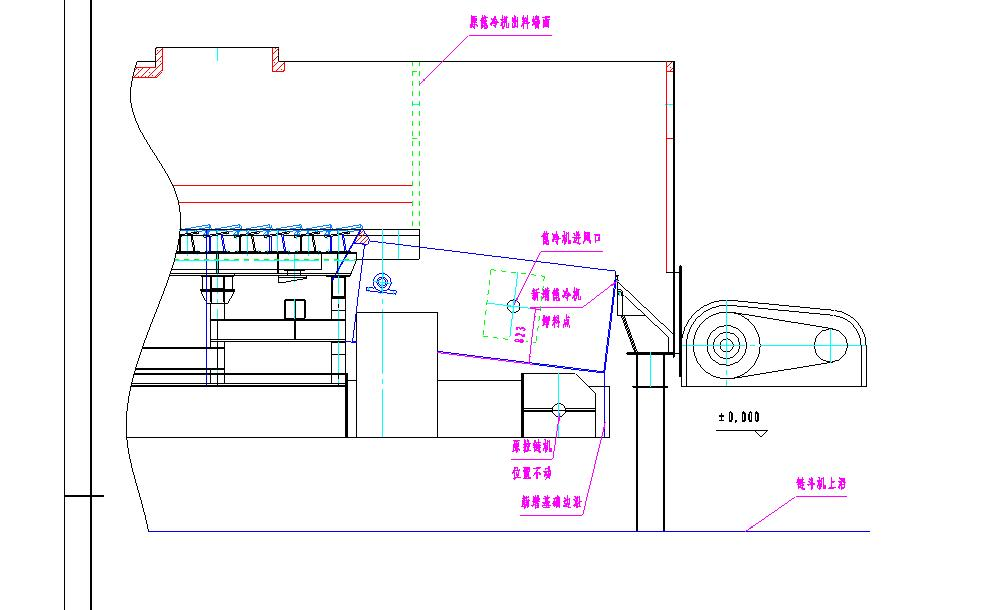 原篦冷机出料墙面
篦冷机进风口
新增篦冷机
卸料点
823
±0.000
原拉链机
位置不动
新增基础边沿
链斗机上沿